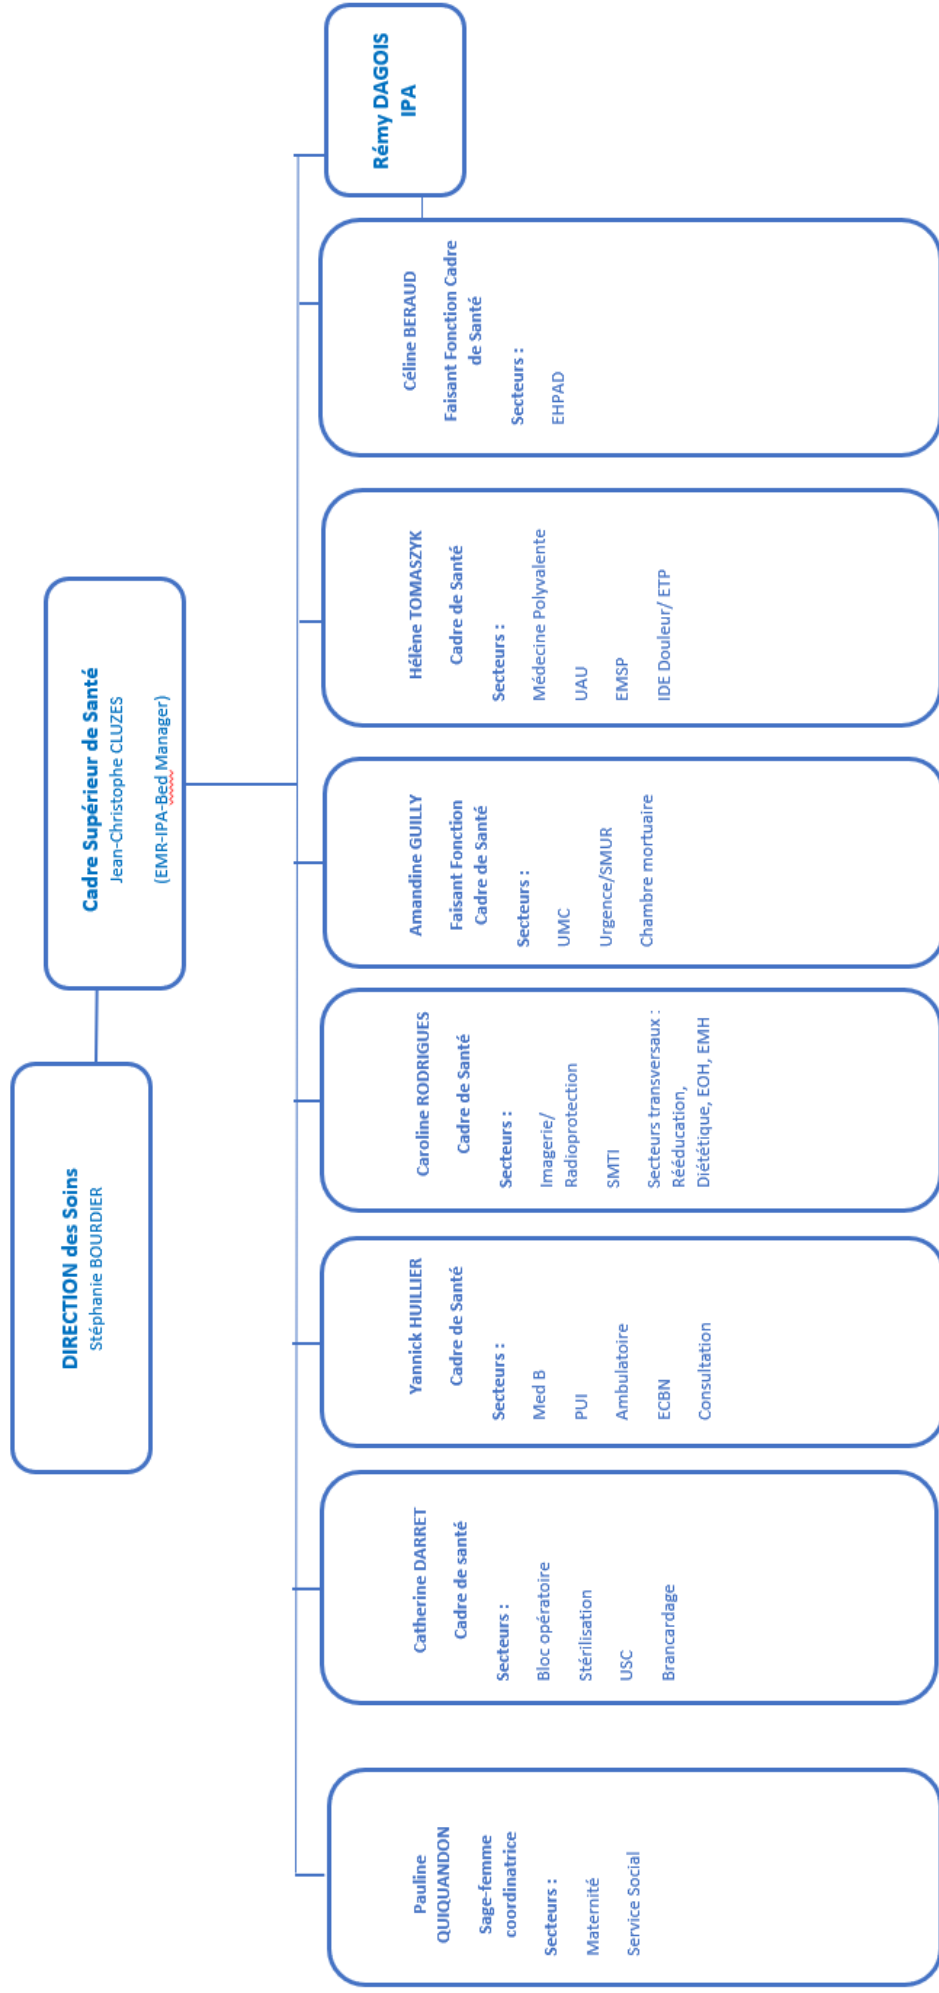 DIRECTION des Soins
Stéphanie BOURDIER
Cadre Supérieur de Santé
Jean-Christophe CLUZES
(EMR-IPA-Bed Manager)
Pauline
QUIQUANDON
Sage-femme
coordinatrice
Secteurs :
Maternité
Service Social
Catherine DARRET
Cadre de santé
Secteurs :
Bloc opératoire
Stérilisation
USC
Brancardage
Yannick HUILLIER
Cadre de Santé
Secteurs :
Med B
PUI
Ambulatoire
ECBN
Consultation
Caroline RODRIGUES
Cadre de Santé
Secteurs :
Imagerie/
Radioprotection
SMTI
Secteurs transversaux :
Rééducation,
Diététique, EOH, EMH
Amandine GUILLY
Faisant Fonction
Cadre de Santé
Secteurs :
UMC
Urgence/SMUR
Chambre mortuaire
Hélène TOMASZYK
Cadre de Santé
Secteurs :
Médecine Polyvalente
UAU
EMSP
IDE Douleur/ ETP
Céline BERAUD
Faisant Fonction Cadre
de Santé
Secteurs :
EHPAD
Rémy DAGOIS
IPA